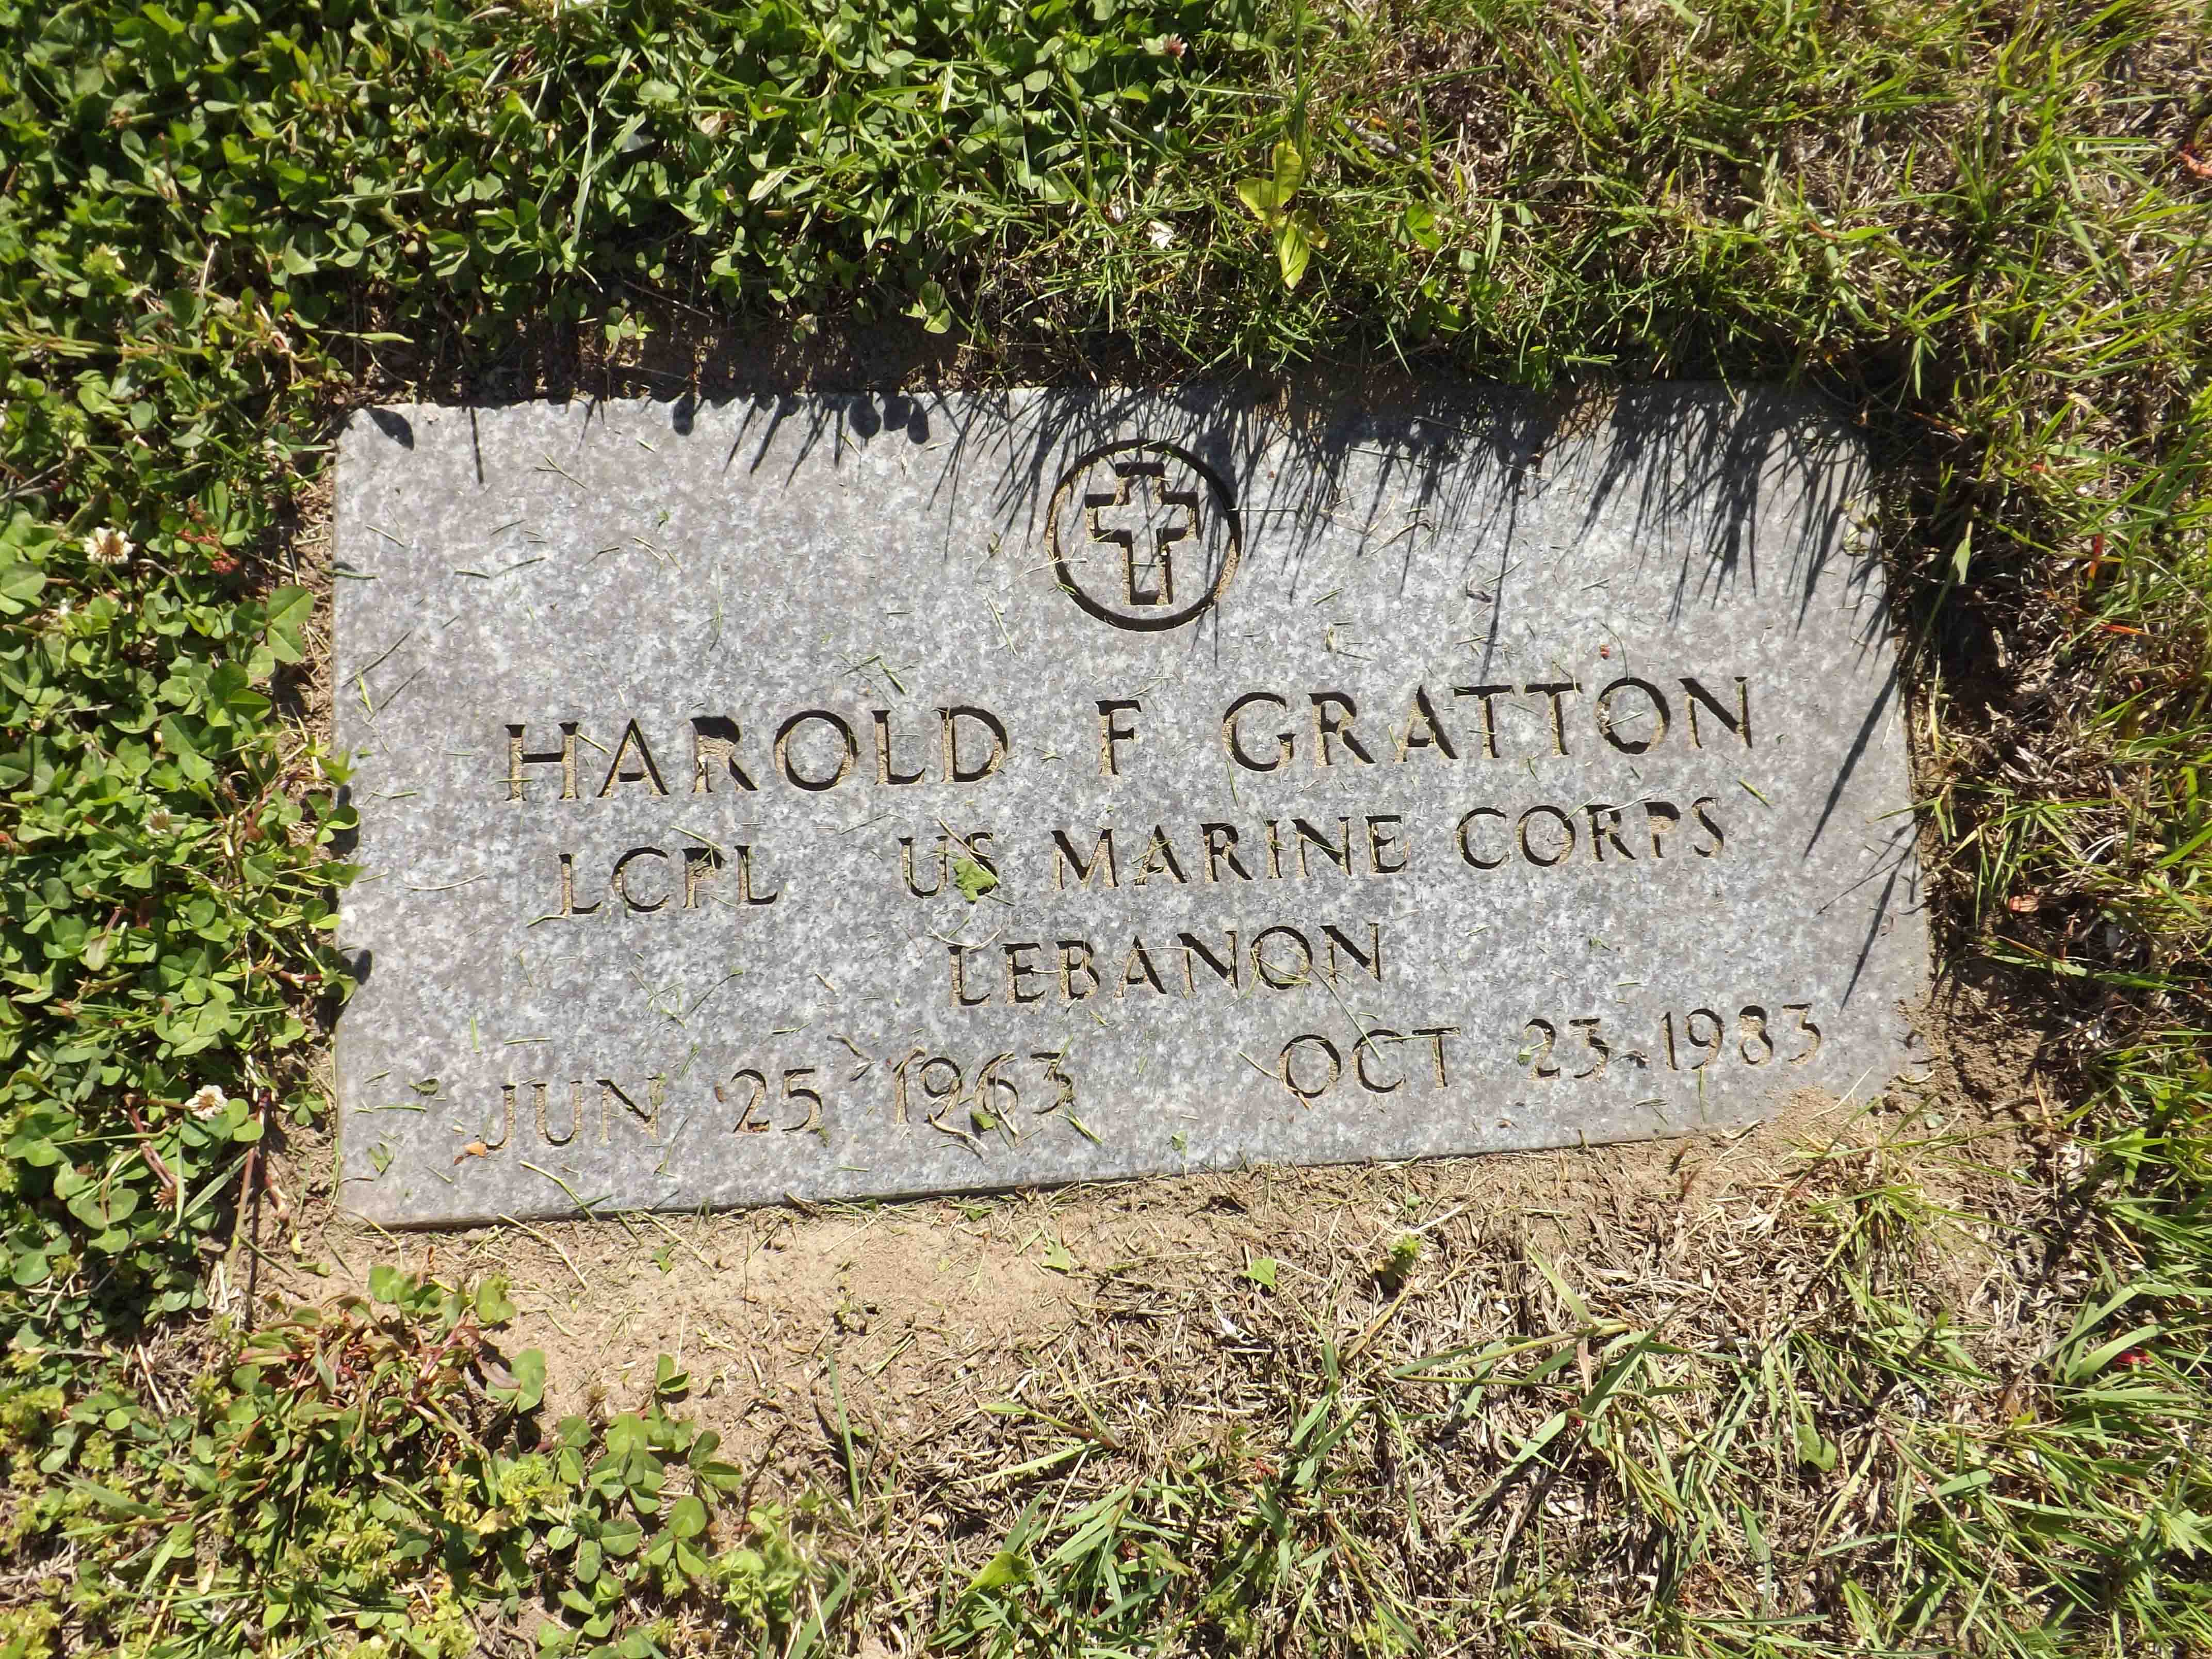 HAROLD F GRATTON
LCPL US MARINE CORPS
LEBANON
JUN 25 1963 OCT 23 1983